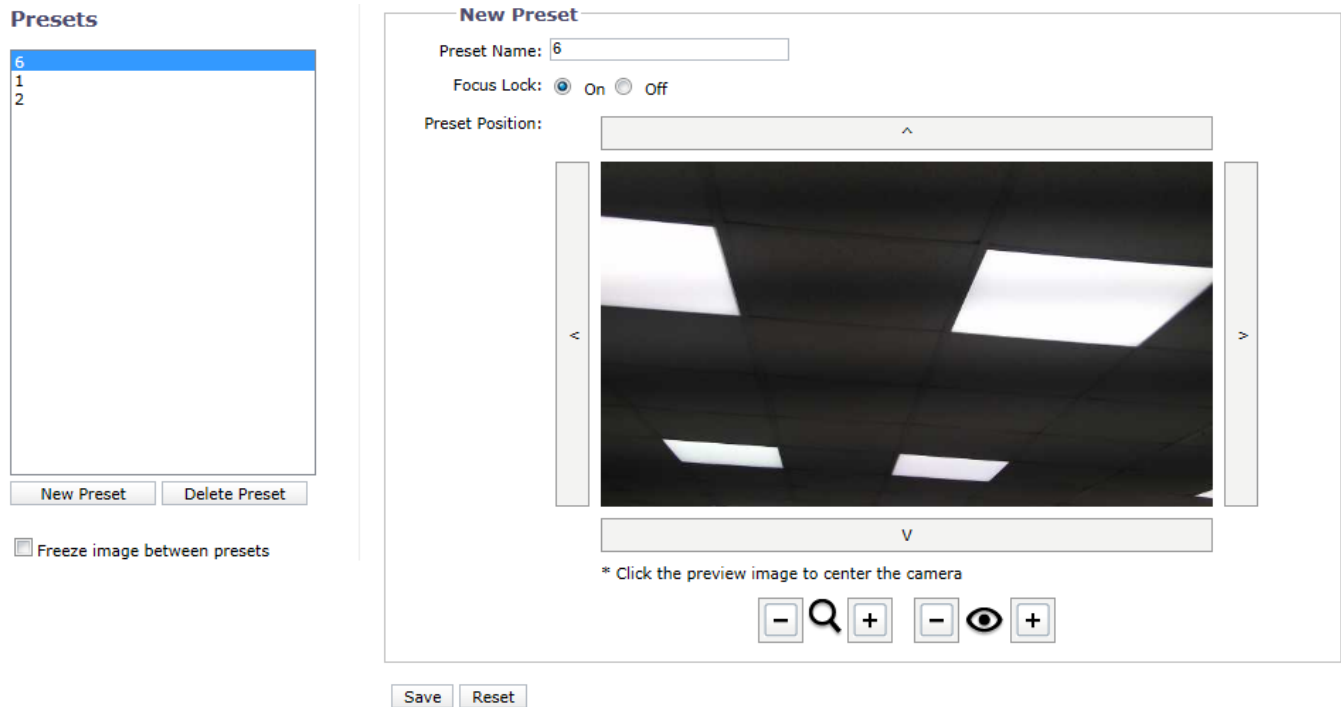 Presets
6
1
2
New Preset
Delete Preset
Freeze image between presets
New Preset
Preset Name: 6
Focus Lock: On Off
Preset Position:
^
<
>
V
* Click the preview image to center the camera
- + - +
Save Reset